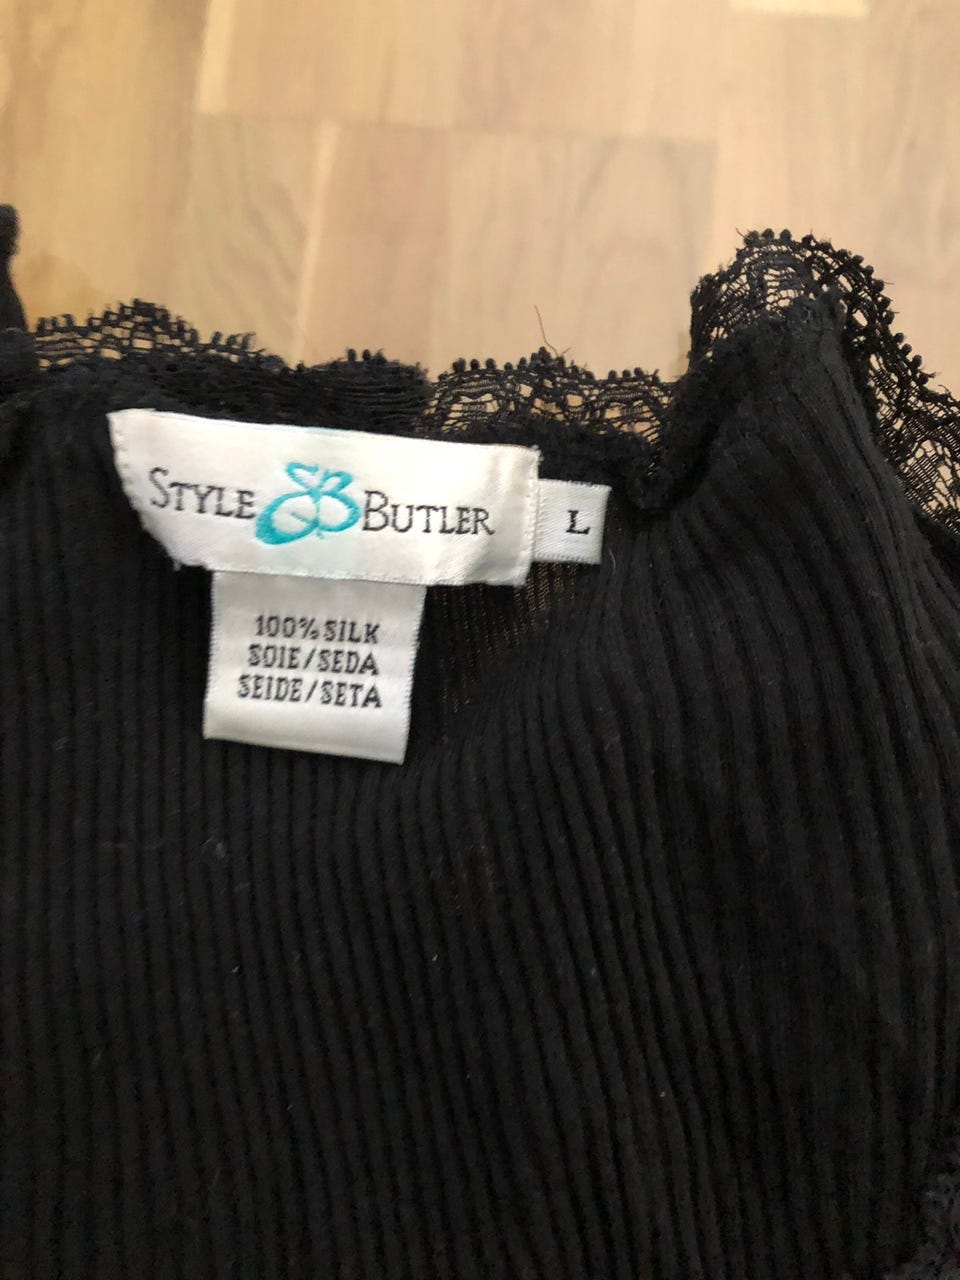 STYLE BUTLER
L
100% SILK
SOIE/SEDA
SEIDE/SETA